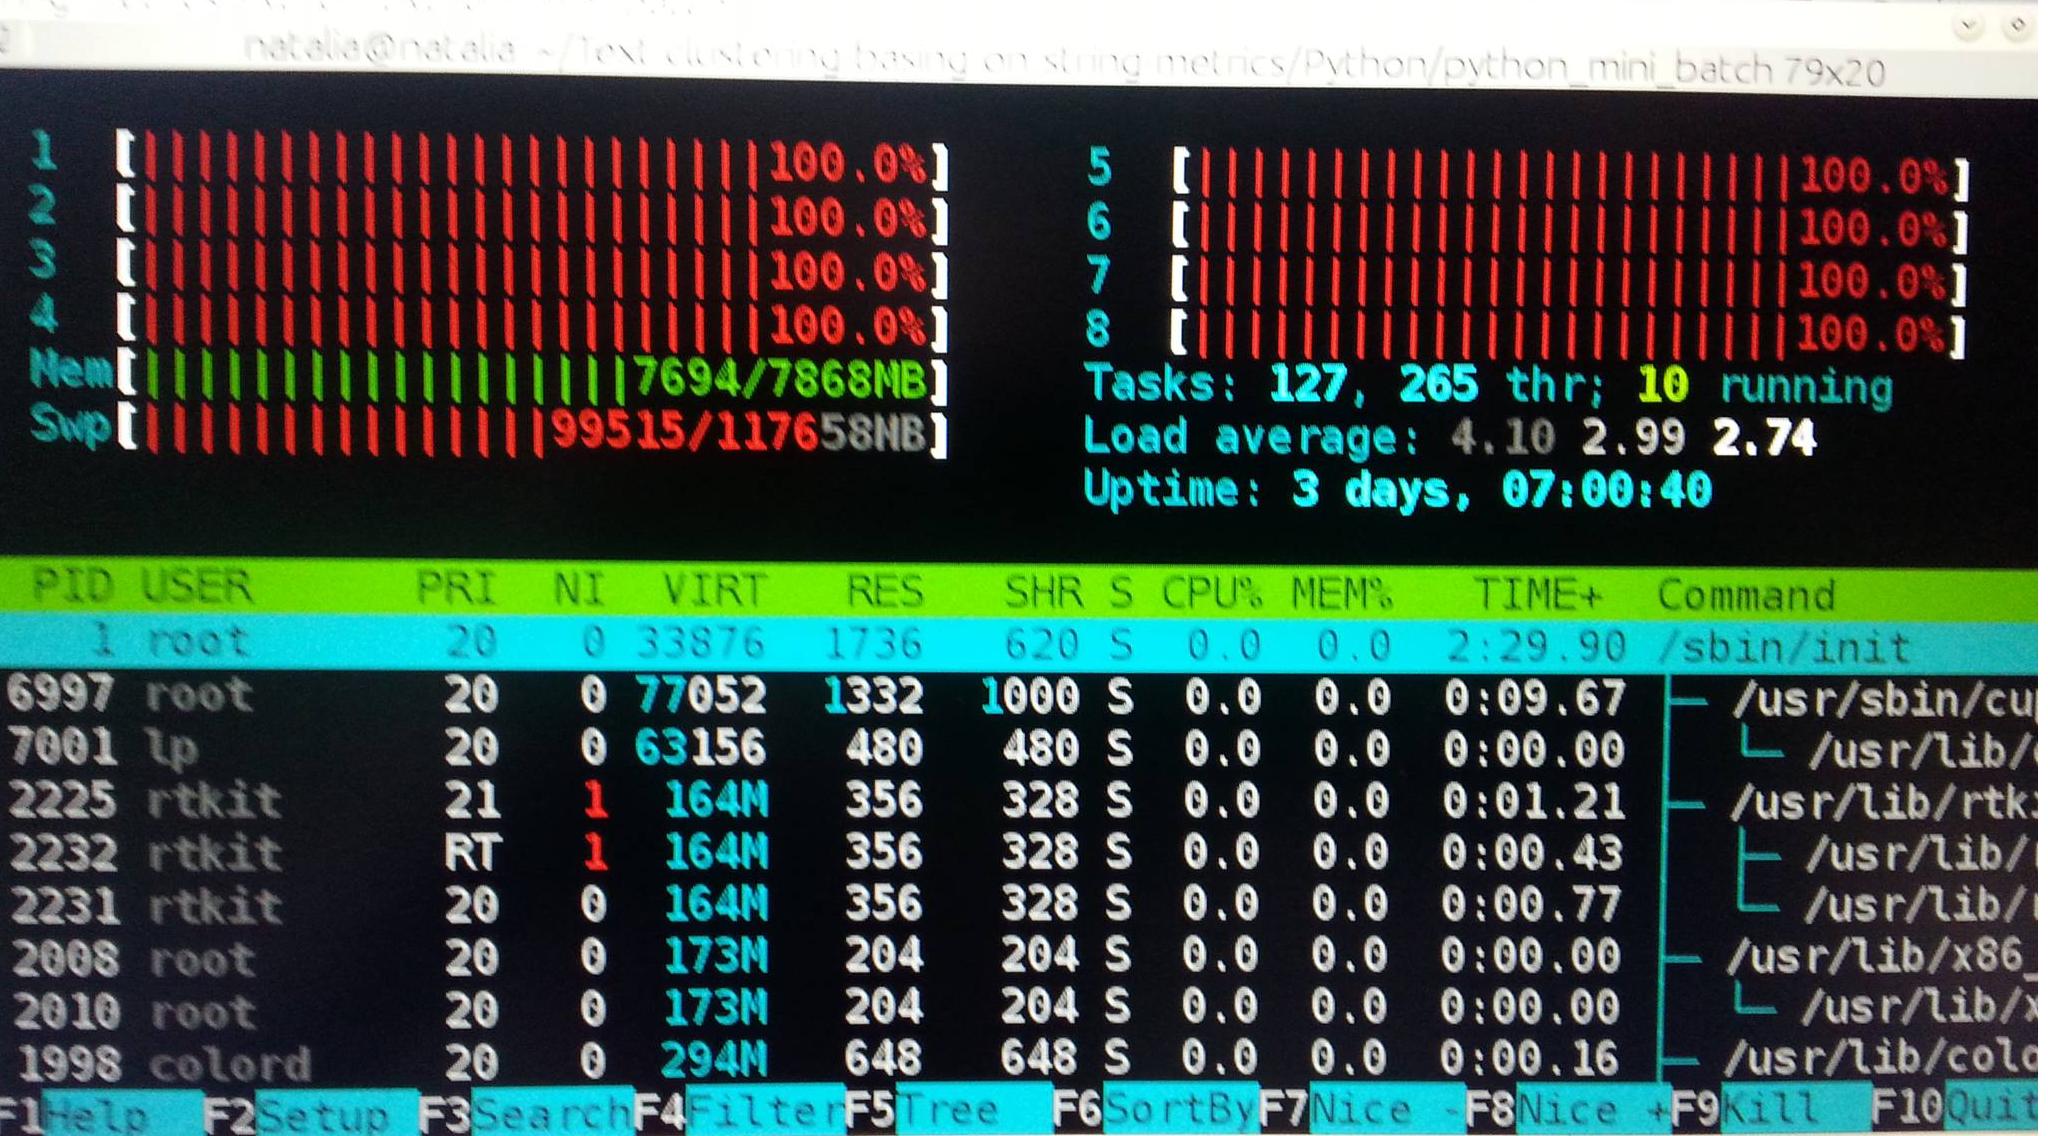 natalia@natalia ~/Text clustering basing on string metrics/Python/python_mini_batch 79x20
1 [||||||||||||||||||||||||100.0%] 5 [||||||||||||||||||||||||100.0%]
2 [||||||||||||||||||||||||100.0%] 6 [||||||||||||||||||||||||100.0%]
3 [||||||||||||||||||||||||100.0%] 7 [||||||||||||||||||||||||100.0%]
4 [||||||||||||||||||||||||100.0%] 8 [||||||||||||||||||||||||100.0%]
Mem[||||||||||||||||||7694/7868MB] Tasks: 127, 265 thr; 10 running
Swp[|||||||||||||||99515/117658MB] Load average: 4.10 2.99 2.74
Uptime: 3 days, 07:00:40
PID USER PRI NI VIRT RES SHR S CPU% MEM% TIME+ Command
1 root 20 0 33876 1736 620 S 0.0 0.0 2:29.90 /sbin/init
6997 root 20 0 77052 1332 1000 S 0.0 0.0 0:09.67 /usr/sbin/cu
7001 lp 20 0 63156 480 480 S 0.0 0.0 0:00.00 /usr/lib/
2225 rtkit 21 1 164M 356 328 S 0.0 0.0 0:01.21 /usr/lib/rtk
2232 rtkit RT 1 164M 356 328 S 0.0 0.0 0:00.43 /usr/lib/
2231 rtkit 20 0 164M 356 328 S 0.0 0.0 0:00.77 /usr/lib/
2008 root 20 0 173M 204 204 S 0.0 0.0 0:00.00 /usr/lib/x86_
2010 root 20 0 173M 204 204 S 0.0 0.0 0:00.00 /usr/lib/x
1998 colord 20 0 294M 648 648 S 0.0 0.0 0:00.16 /usr/lib/colo
F1Help F2Setup F3SearchF4FilterF5Tree F6SortByF7Nice -F8Nice +F9Kill F10Quit